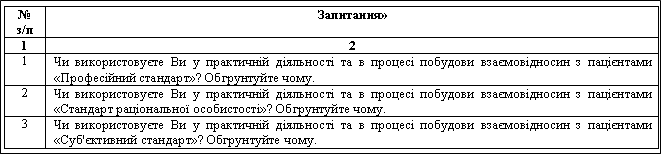 № Запитання»
з/п
1 2
1 Чи використовуєте Ви у практичній діяльності та в процесі побудови взаємовідносин з пацієнтами
«Професійний стандарт»? Обгрунтуйте чому.
2 Чи використовуєте Ви у практичній діяльності та в процесі побудови взаємовідносин з пацієнтами
«Стандарт раціональної особистості»? Обгрунтуйте чому.
3 Чи використовуєте Ви у практичній діяльності та в процесі побудови взаємовідносин з пацієнтами
«Суб'єктивний стандарт»? Обгрунтуйте чому.